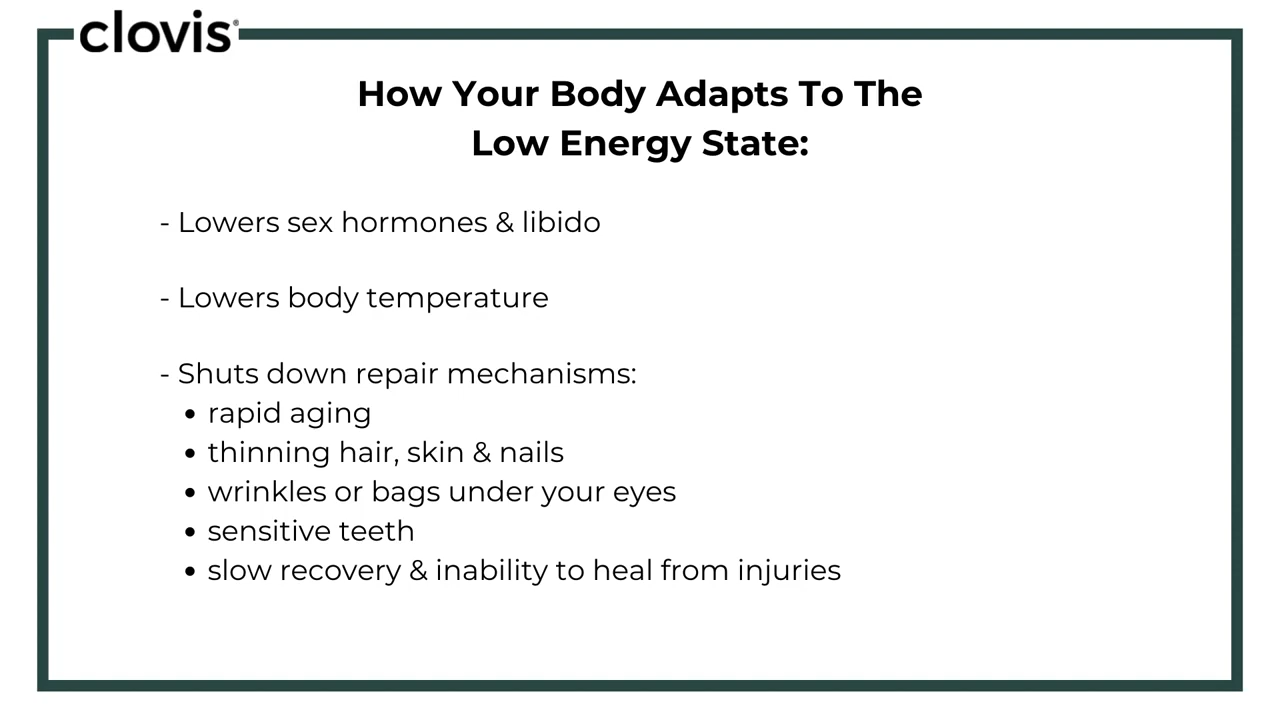 clovis®
How Your Body Adapts To The
Low Energy State:
- Lowers sex hormones & libido
- Lowers body temperature
- Shuts down repair mechanisms:
• rapid aging
• thinning hair, skin & nails
• wrinkles or bags under your eyes
• sensitive teeth
• slow recovery & inability to heal from injuries